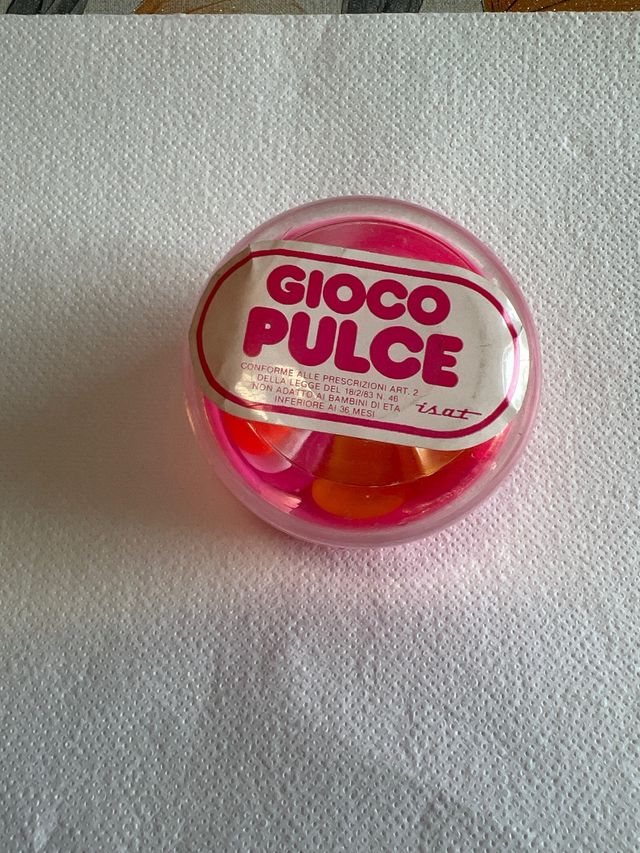 GIOCO
PULCE
CONFORME ALLE PRESCRIZIONI ART. 2
DELLA LEGGE DEL 18/2/83 N. 46
NON ADATTO AI BAMBINI DI ETA
INFERIORE AI 36 MESI
isat